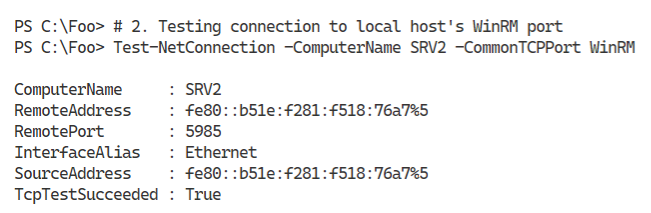 PS C:\Foo> # 2. Testing connection to local host's WinRM port
PS C:\Foo> Test-NetConnection -ComputerName SRV2 -CommonTCPPort WinRM
ComputerName : SRV2
RemoteAddress : fe80::b51e:f281:f518:76a7%5
RemotePort : 5985
InterfaceAlias : Ethernet
SourceAddress : fe80::b51e:f281:f518:76a7%5
TcpTestSucceeded : True